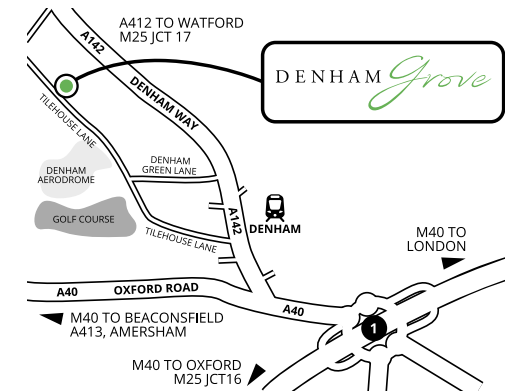 A412 TO WATFORD
M25 JCT 17
A142
DENHAM Grove
DENHAM WAY
TILEHOUSE LANE
DENHAM
GREEN LANE
DENHAM
AERODROME
GOLF COURSE
A142
DENHAM
TILEHOUSE LANE
M40 TO
LONDON
A40 OXFORD ROAD
A40
M40 TO BEACONSFIELD
A413, AMERSHAM
1
M40 TO OXFORD
M25 JCT16